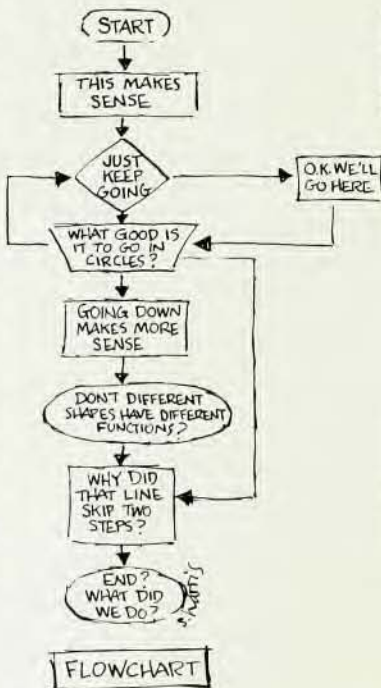 START
THIS MAKES
SENSE
JUST
KEEP
GOING
O.K. WE'LL
GO HERE
WHAT GOOD IS
IT TO GO IN
CIRCLES?
GOING DOWN
MAKES MORE
SENSE
DON'T DIFFERENT
SHAPES HAVE DIFFERENT
FUNCTIONS?
WHY DID
THAT LINE
SKIP TWO
STEPS?
END?
WHAT DID
WE DO?
S. Harris
FLOWCHART